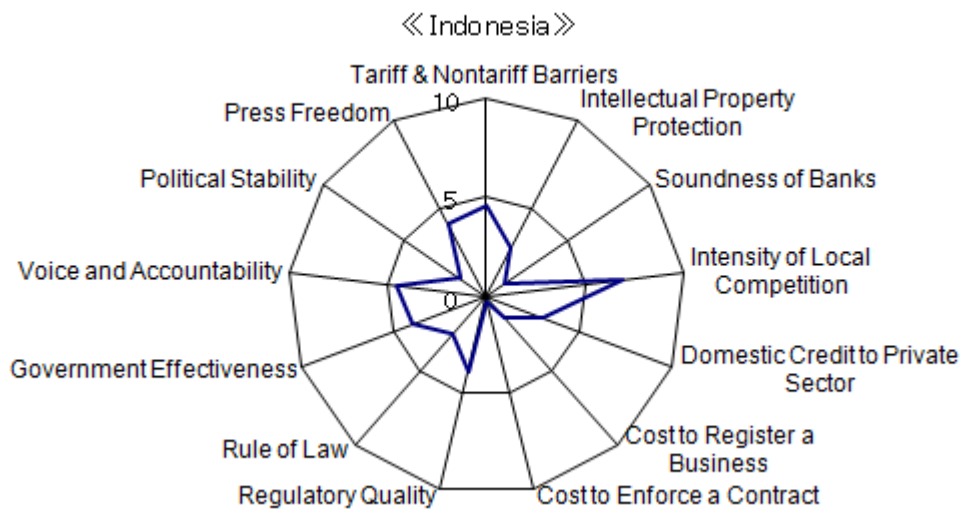 ≪Indonesia≫
Tariff & Nontariff Barriers
10
Press Freedom
Intellectual Property
Protection
Political Stability
Soundness of Banks
5
Voice and Accountability
Intensity of Local
Competition
0
Government Effectiveness
Domestic Credit to Private
Sector
Rule of Law
Cost to Register a
Business
Regulatory Quality
Cost to Enforce a Contract